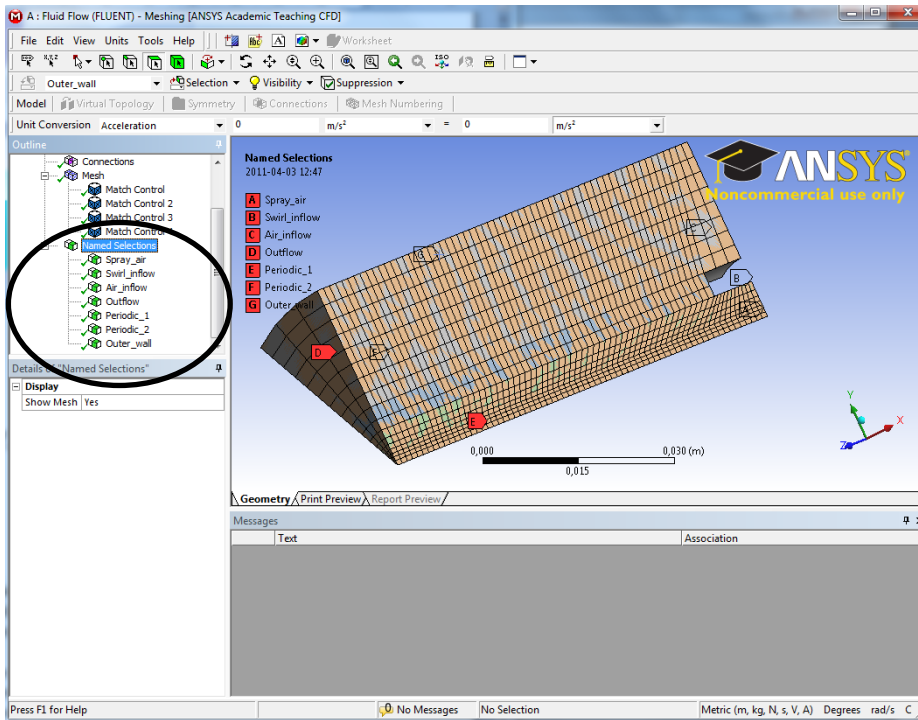 A : Fluid Flow (FLUENT) - Meshing [ANSYS Academic Teaching CFD]
File Edit View Units Tools Help Worksheet
Outer_wall Selection Visibility Suppression
Model Virtual Topology Symmetry Connections Mesh Numbering
Unit Conversion Acceleration 0 m/s² = 0 m/s²
Outline
Connections
Mesh
Match Control
Match Control 2
Match Control 3
Match Control
Named Selections
Spray_air
Swirl_inflow
Air_inflow
Outflow
Periodic_1
Periodic_2
Outer_wall
Details of "Named Selections"
Display
Show Mesh Yes
Named Selections
2011-04-03 12:47
A Spray_air
B Swirl_inflow
C Air_inflow
D Outflow
E Periodic_1
F Periodic_2
G Outer_wall
ANSYS
Noncommercial use only
G
C
B
A
D
F
E
Y
X
Z
0,000 0,030 (m)
0,015
Geometry Print Preview Report Preview
Messages
Text Association
Press F1 for Help 0 No Messages No Selection Metric (m, kg, N, s, V, A) Degrees rad/s C